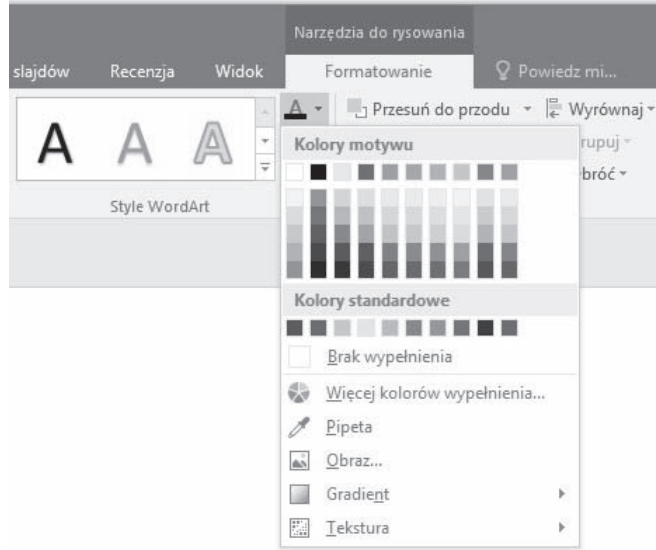 Narzędzia do rysowania
slajdów Recenzja Widok Formatowanie Powiedz mi...
A A A A Przesuń do przodu Wyrównaj
rupuj
bróć
Style WordArt
Kolory motywu
Kolory standardowe
Brak wypełnienia
Więcej kolorów wypełnienia...
Pipeta
Obraz...
Gradient
Tekstura